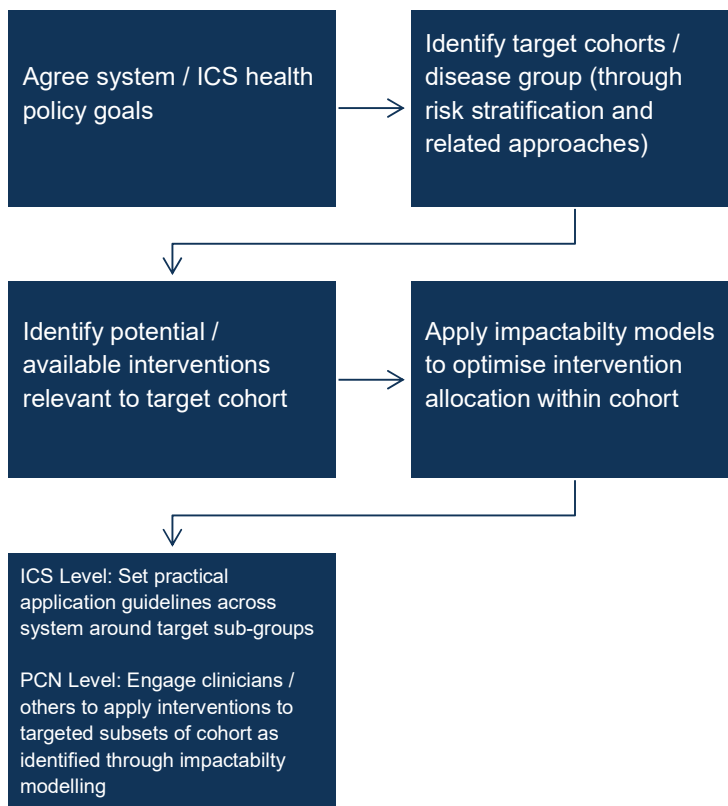 Agree system / ICS health
policy goals
Identify target cohorts /
disease group (through
risk stratification and
related approaches)
Identify potential /
available interventions
relevant to target cohort
Apply impactabilty models
to optimise intervention
allocation within cohort
ICS Level: Set practical
application guidelines across
system around target sub-groups
PCN Level: Engage clinicians /
others to apply interventions to
targeted subsets of cohort as
identified through impactabilty
modelling